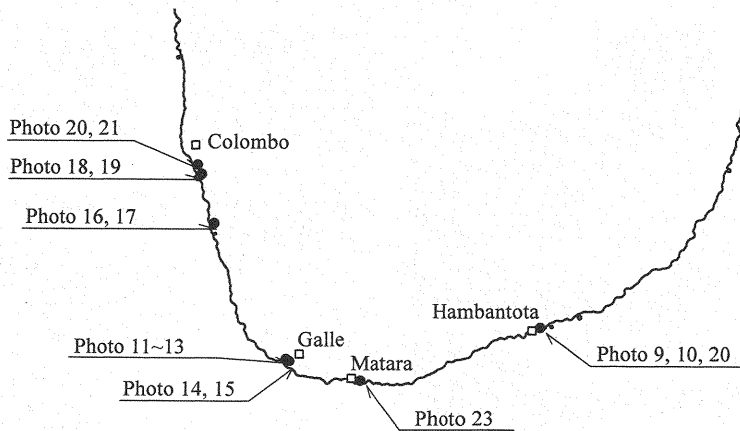 Photo 20, 21
Colombo
Photo 18, 19
Photo 16, 17
Hambantota
Galle
Photo 11~13
Matara
Photo 9, 10, 20
Photo 14, 15
Photo 23